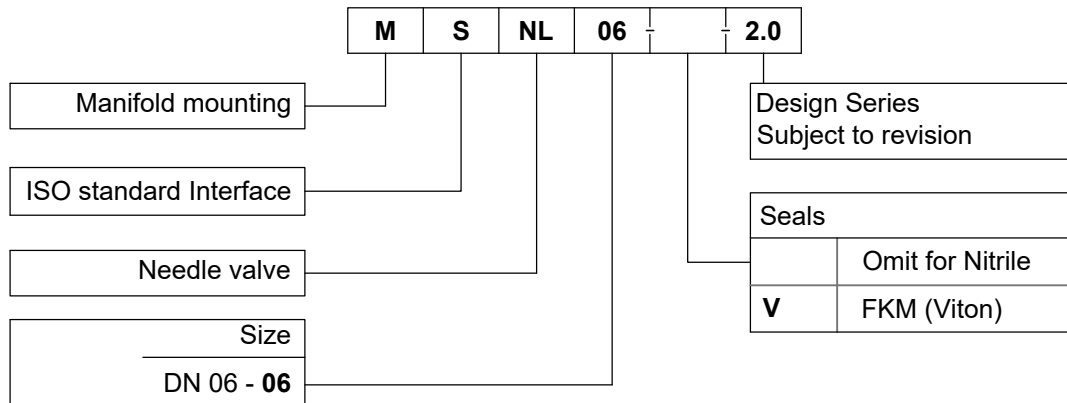 M S NL 06 - - 2.0
Manifold mounting
Design Series
Subject to revision
ISO standard Interface
Seals
Omit for Nitrile
Needle valve
V FKM (Viton)
Size
DN 06 - 06